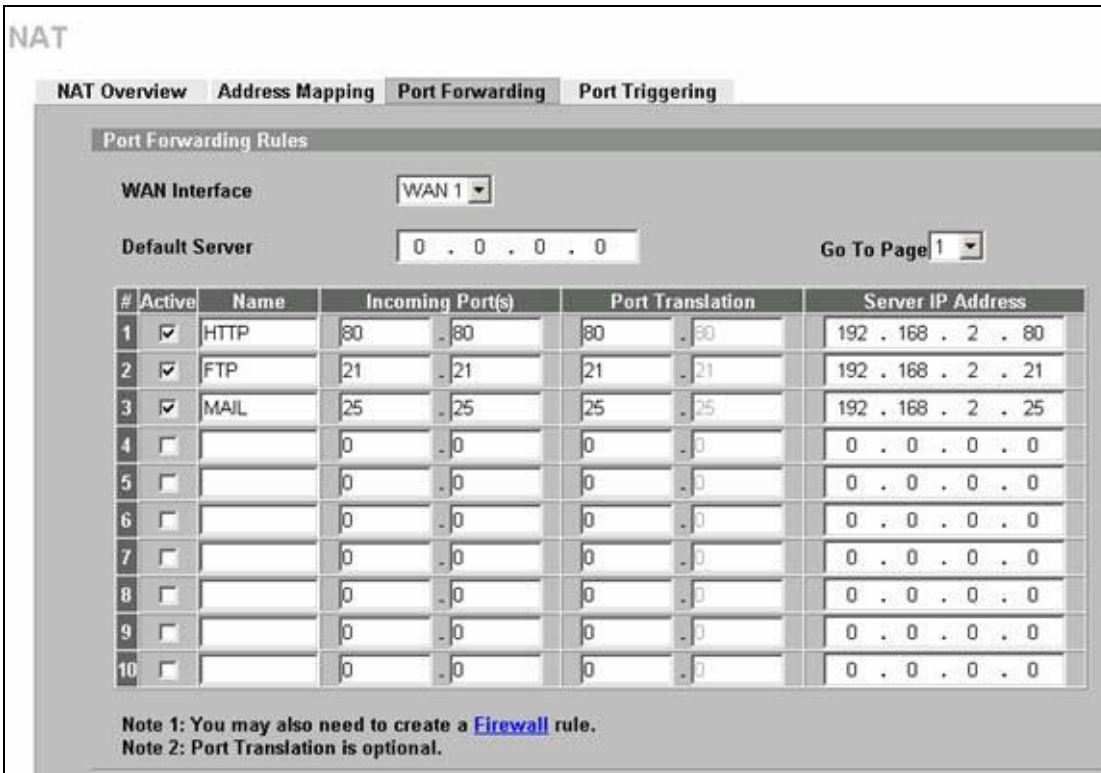 NAT
NAT Overview Address Mapping Port Forwarding Port Triggering
Port Forwarding Rules
WAN Interface WAN 1
Default Server 0 . 0 . 0 . 0 Go To Page 1
# Active Name Incoming Port(s) Port Translation Server IP Address
1 HTTP 80 . 80 80 . 80 192 . 168 . 2 . 80
2 FTP 21 . 21 21 . 21 192 . 168 . 2 . 21
3 MAIL 25 . 25 25 . 25 192 . 168 . 2 . 25
4 0 . 0 0 . 0 0 . 0 . 0 . 0
5 0 . 0 0 . 0 0 . 0 . 0 . 0
6 0 . 0 0 . 0 0 . 0 . 0 . 0
7 0 . 0 0 . 0 0 . 0 . 0 . 0
8 0 . 0 0 . 0 0 . 0 . 0 . 0
9 0 . 0 0 . 0 0 . 0 . 0 . 0
10 0 . 0 0 . 0 0 . 0 . 0 . 0
Note 1: You may also need to create a Firewall rule.
Note 2: Port Translation is optional.